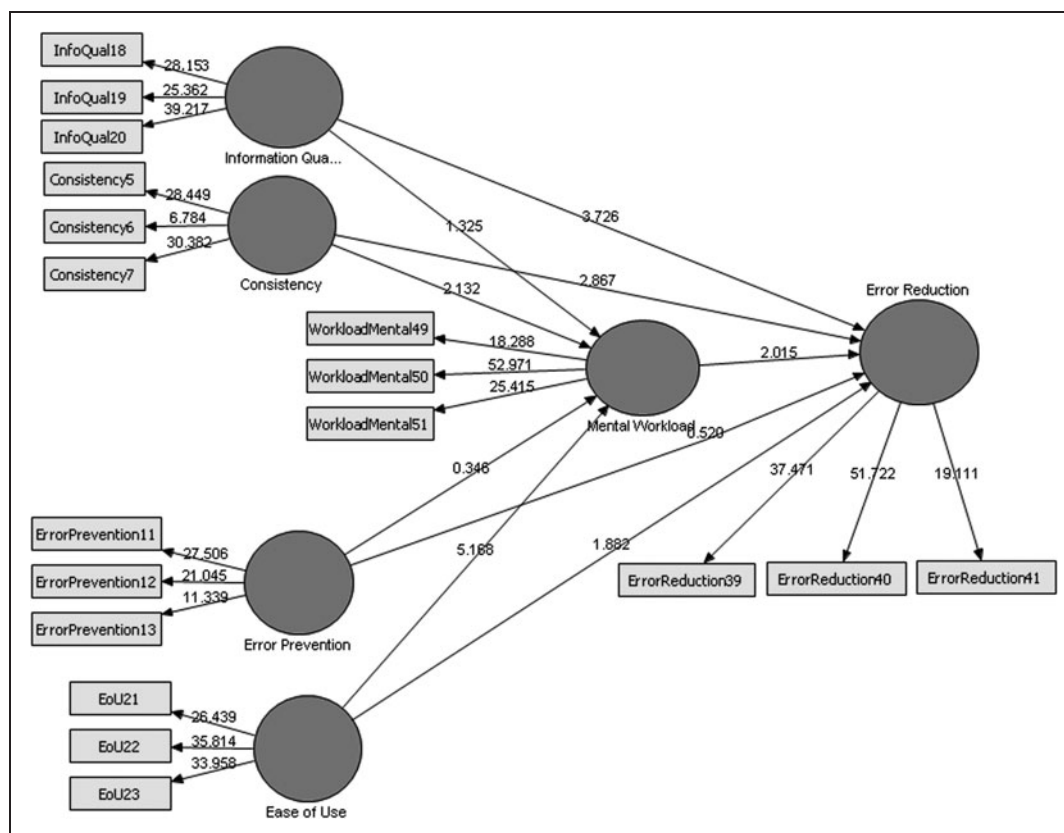 InfoQual18
28.153
InfoQual19
25.362
InfoQual20
39.217
Information Qua...
Consistency5
28.449
Consistency6
6.784
Consistency7
30.382
Consistency
1.325
3.726
2.132
2.867
Error Reduction
WorkloadMental49
18.288
WorkloadMental50
52.971
WorkloadMental51
25.415
Mental Workload
2.015
0.346
0.520
37.471
51.722
19.111
ErrorReduction39
ErrorReduction40
ErrorReduction41
ErrorPrevention11
27.506
ErrorPrevention12
21.045
ErrorPrevention13
11.339
Error Prevention
5.168
1.882
EoU21
26.439
EoU22
35.814
EoU23
33.958
Ease of Use